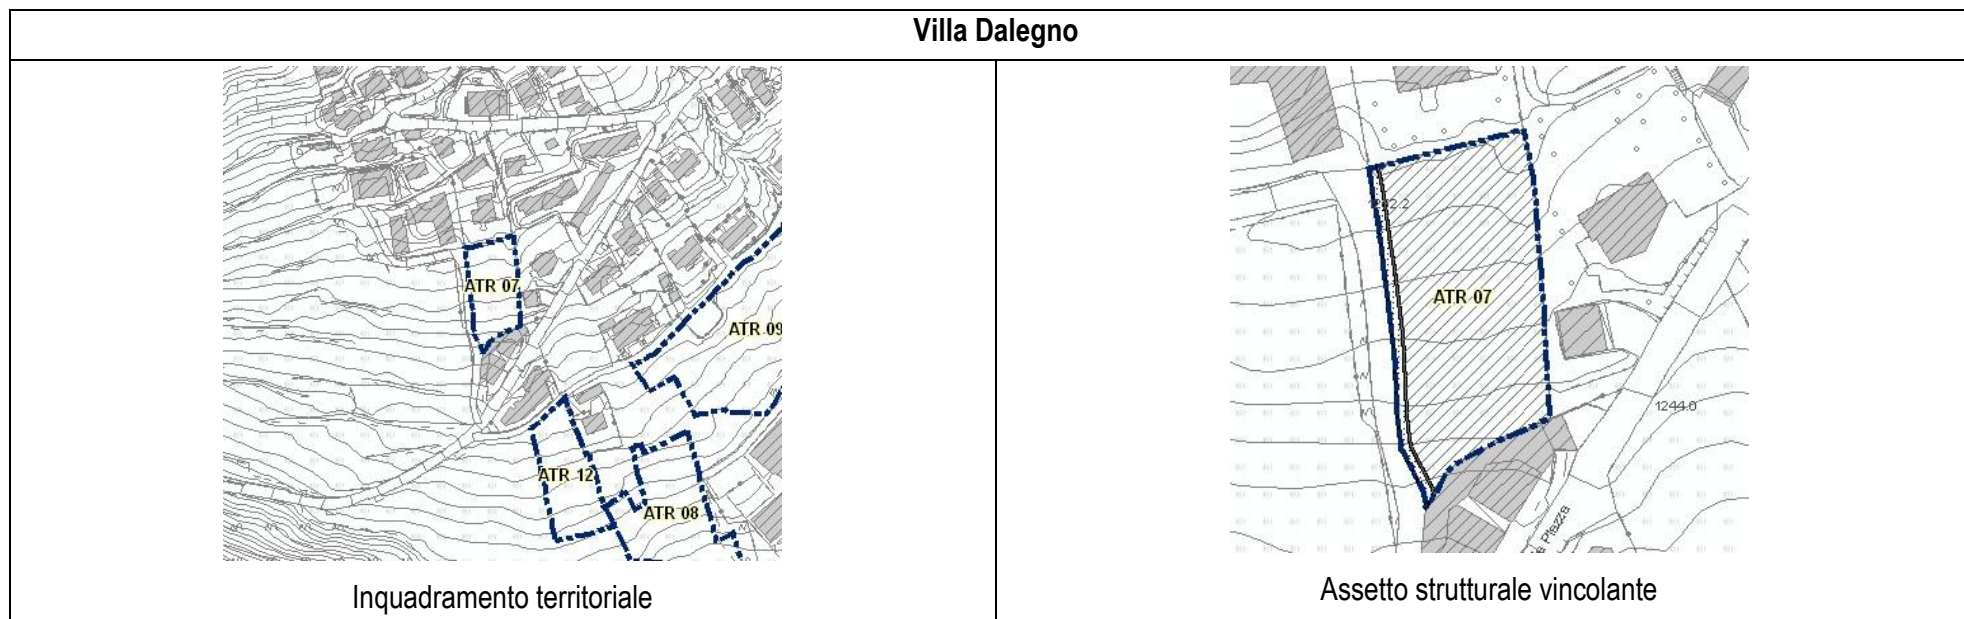 Villa Dalegno
ATR 07
ATR 09
ATR 12
ATR 08
Inquadramento territoriale
ATR 07
1244.0
Piazza
Assetto strutturale vincolante